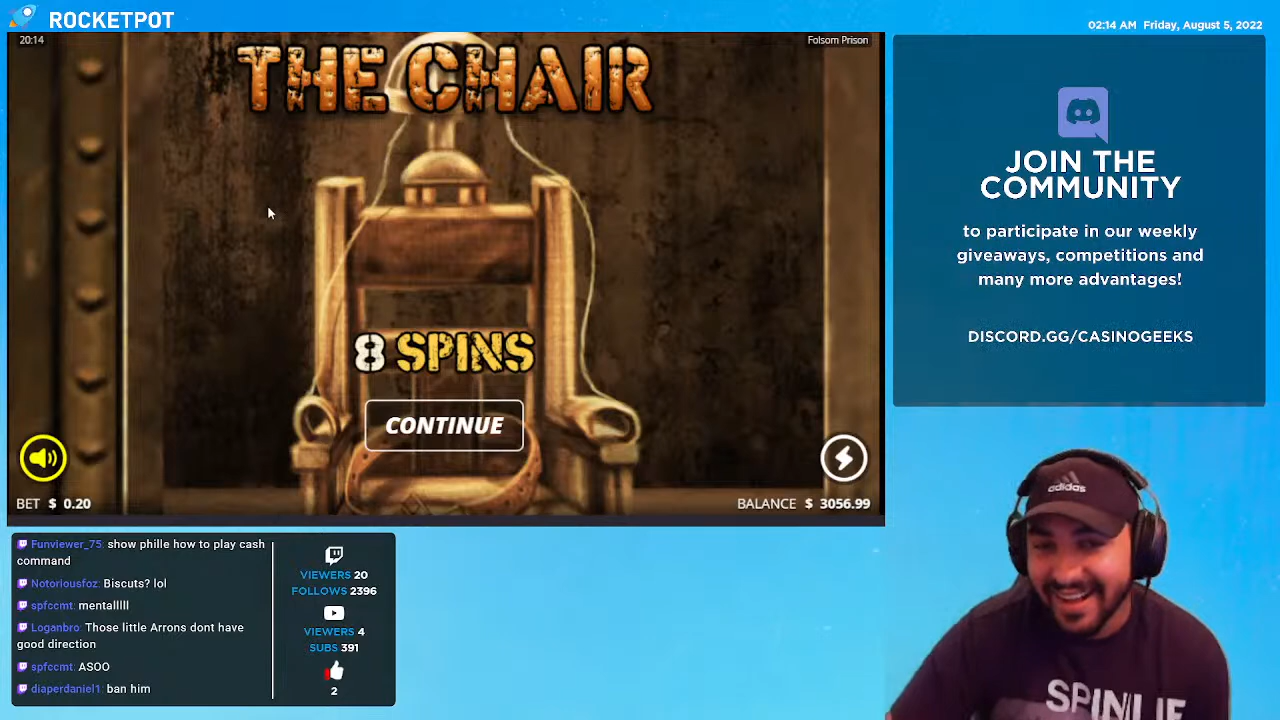 ROCKETPOT
02:14 AM Friday, August 5, 2022
20:14
Folsom Prison
THE CHAIR
8 SPINS
CONTINUE
BET $ 0.20
BALANCE $ 3056.99
JOIN THE
COMMUNITY
to participate in our weekly
giveaways, competitions and
many more advantages!
DISCORD.GG/CASINOGEEKS
Funviewer_75: show phille how to play cash
command
Notoriousfoz: Biscuts? lol
spfccmt: mentalllll
Loganbro: Those little Arrons dont have
good direction
spfccmt: ASOO
diaperdaniel1: ban him
VIEWERS 20
FOLLOWS 2396
VIEWERS 4
SUBS 391
2
adidas